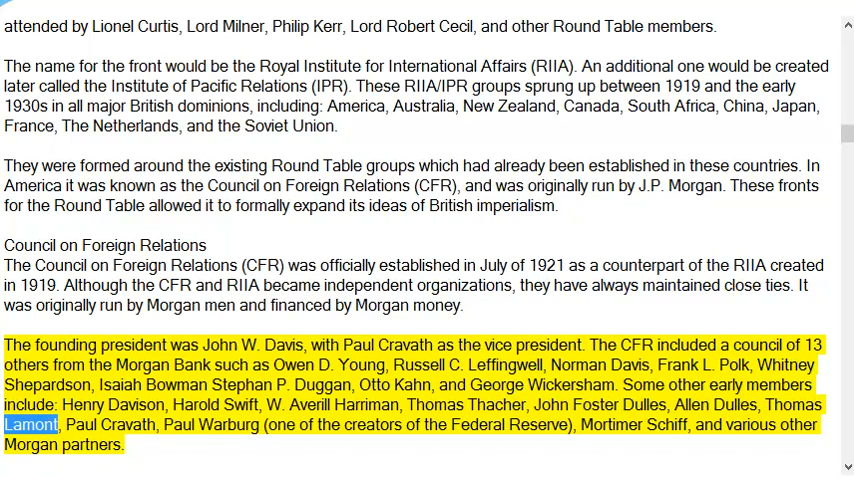 attended by Lionel Curtis, Lord Milner, Philip Kerr, Lord Robert Cecil, and other Round Table members.
The name for the front would be the Royal Institute for International Affairs (RIIA). An additional one would be created
later called the Institute of Pacific Relations (IPR). These RIIA/IPR groups sprung up between 1919 and the early
1930s in all major British dominions, including: America, Australia, New Zealand, Canada, South Africa, China, Japan,
France, The Netherlands, and the Soviet Union.
They were formed around the existing Round Table groups which had already been established in these countries. In
America it was known as the Council on Foreign Relations (CFR), and was originally run by J.P. Morgan. These fronts
for the Round Table allowed it to formally expand its ideas of British imperialism.
Council on Foreign Relations
The Council on Foreign Relations (CFR) was officially established in July of 1921 as a counterpart of the RIIA created
in 1919. Although the CFR and RIIA became independent organizations, they have always maintained close ties. It
was originally run by Morgan men and financed by Morgan money.
The founding president was John W. Davis, with Paul Cravath as the vice president. The CFR included a council of 13
others from the Morgan Bank such as Owen D. Young, Russell C. Leffingwell, Norman Davis, Frank L. Polk, Whitney
Shepardson, Isaiah Bowman Stephan P. Duggan, Otto Kahn, and George Wickersham. Some other early members
include: Henry Davison, Harold Swift, W. Averill Harriman, Thomas Thacher, John Foster Dulles, Allen Dulles, Thomas
Lamont, Paul Cravath, Paul Warburg (one of the creators of the Federal Reserve), Mortimer Schiff, and various other
Morgan partners.